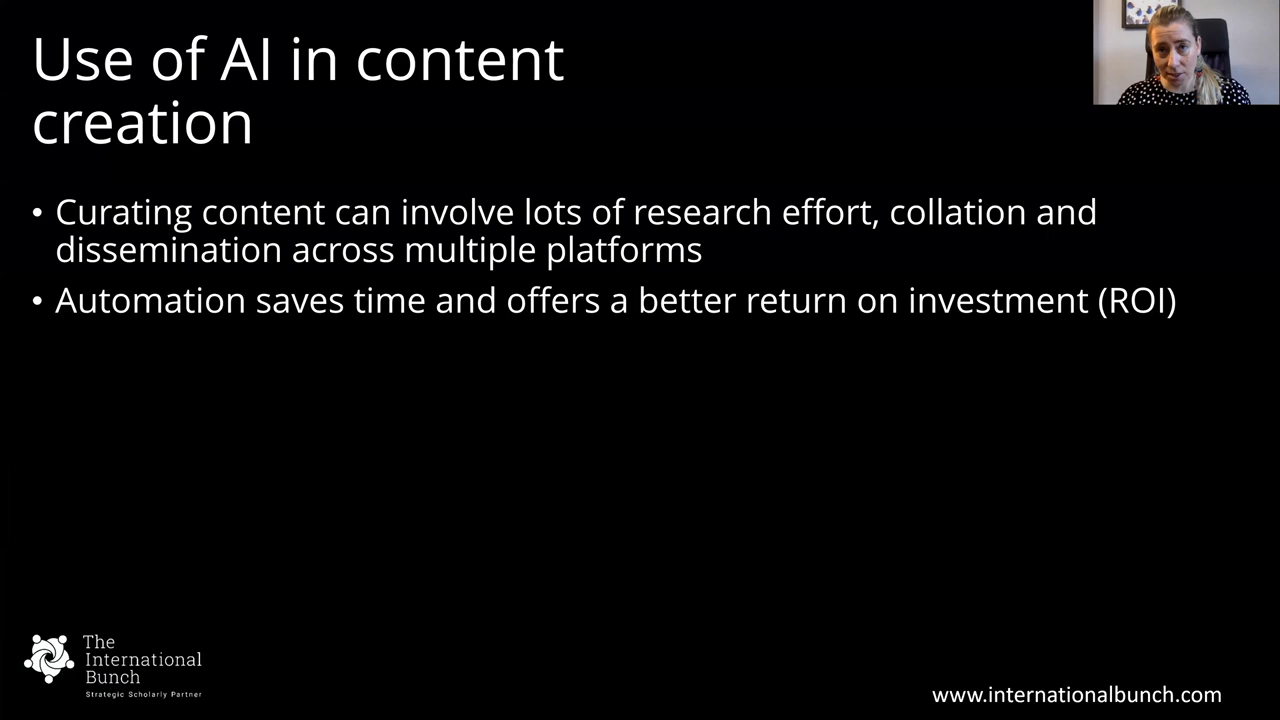 Use of AI in content
creation
• Curating content can involve lots of research effort, collation and
dissemination across multiple platforms
• Automation saves time and offers a better return on investment (ROI)
The
International
Bunch
Strategic Scholarly Partner
www.internationalbunch.com